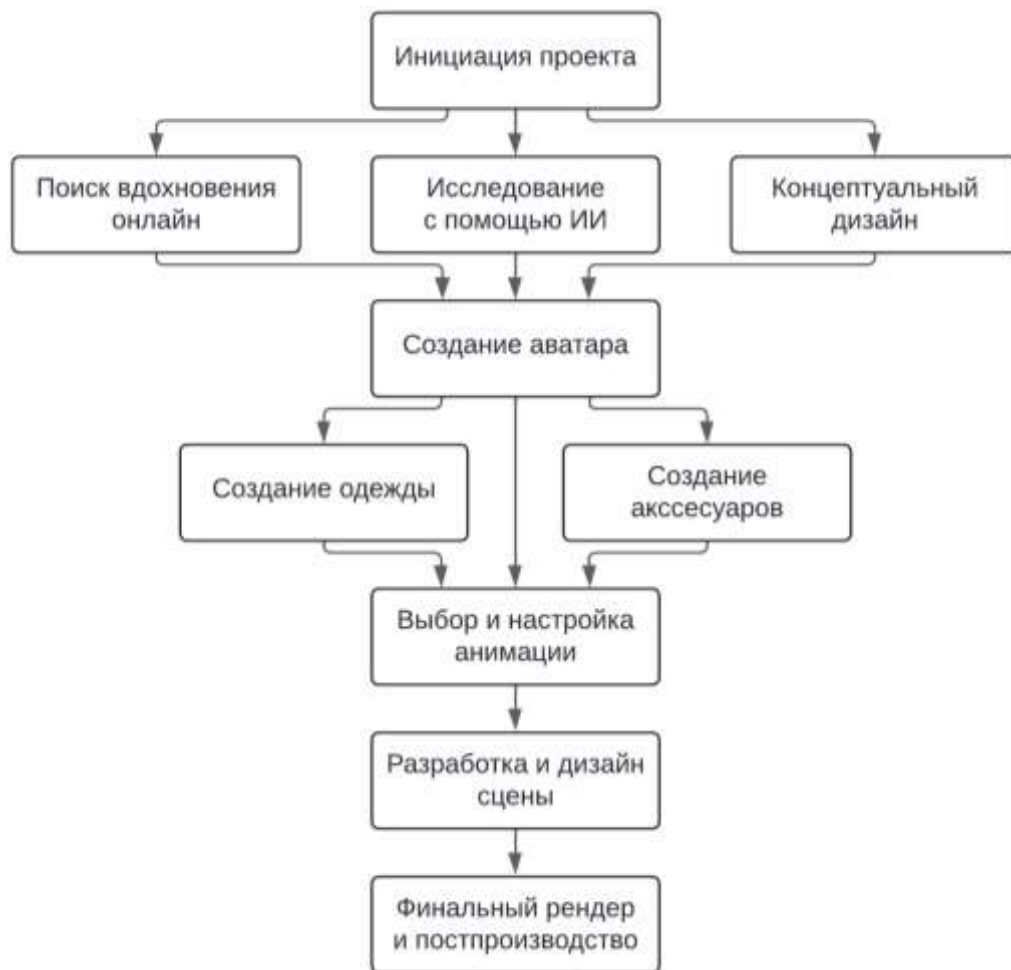 Инициация проекта
Поиск вдохновения
онлайн
Исследование
с помощью ИИ
Концептуальный
дизайн
Создание аватара
Создание одежды
Создание
акссесуаров
Выбор и настройка
анимации
Разработка и дизайн
сцены
Финальный рендер
и постпроизводство